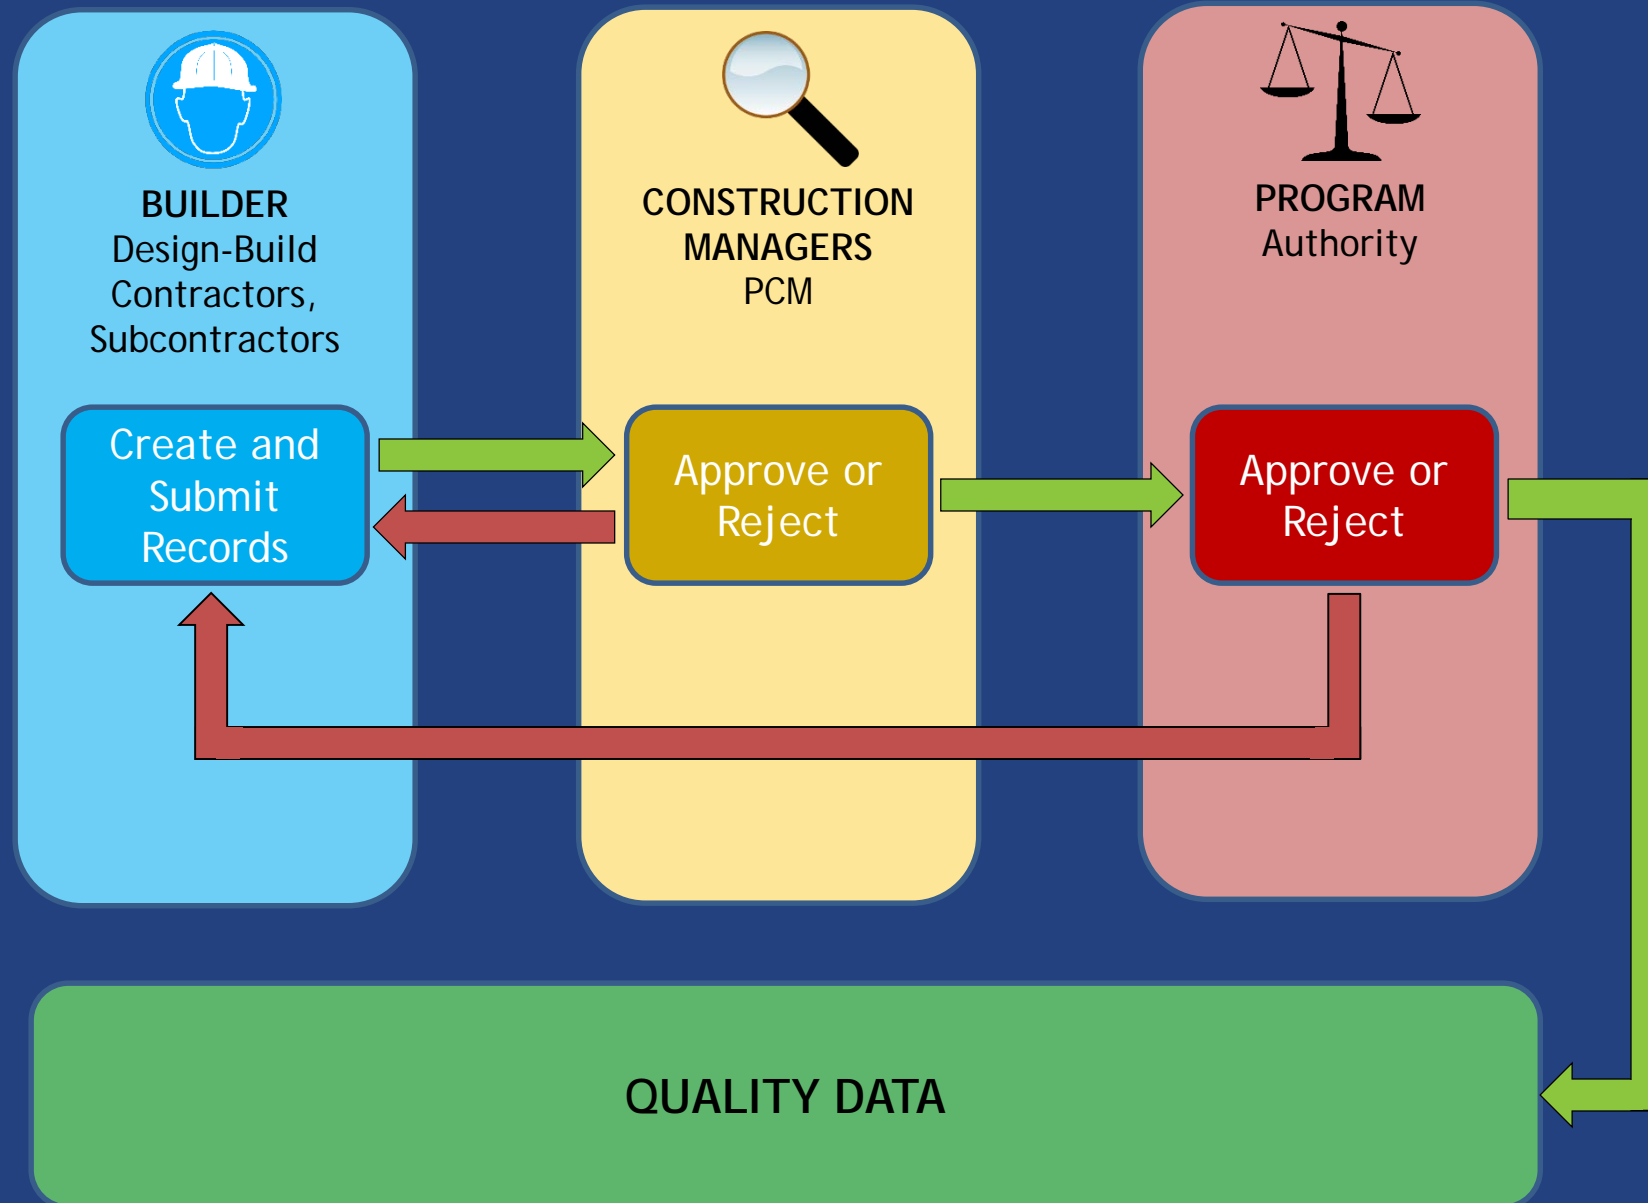 BUILDER
Design-Build
Contractors,
Subcontractors
CONSTRUCTION
MANAGERS
PCM
PROGRAM
Authority
Create and
Submit
Records
Approve or
Reject
Approve or
Reject
QUALITY DATA